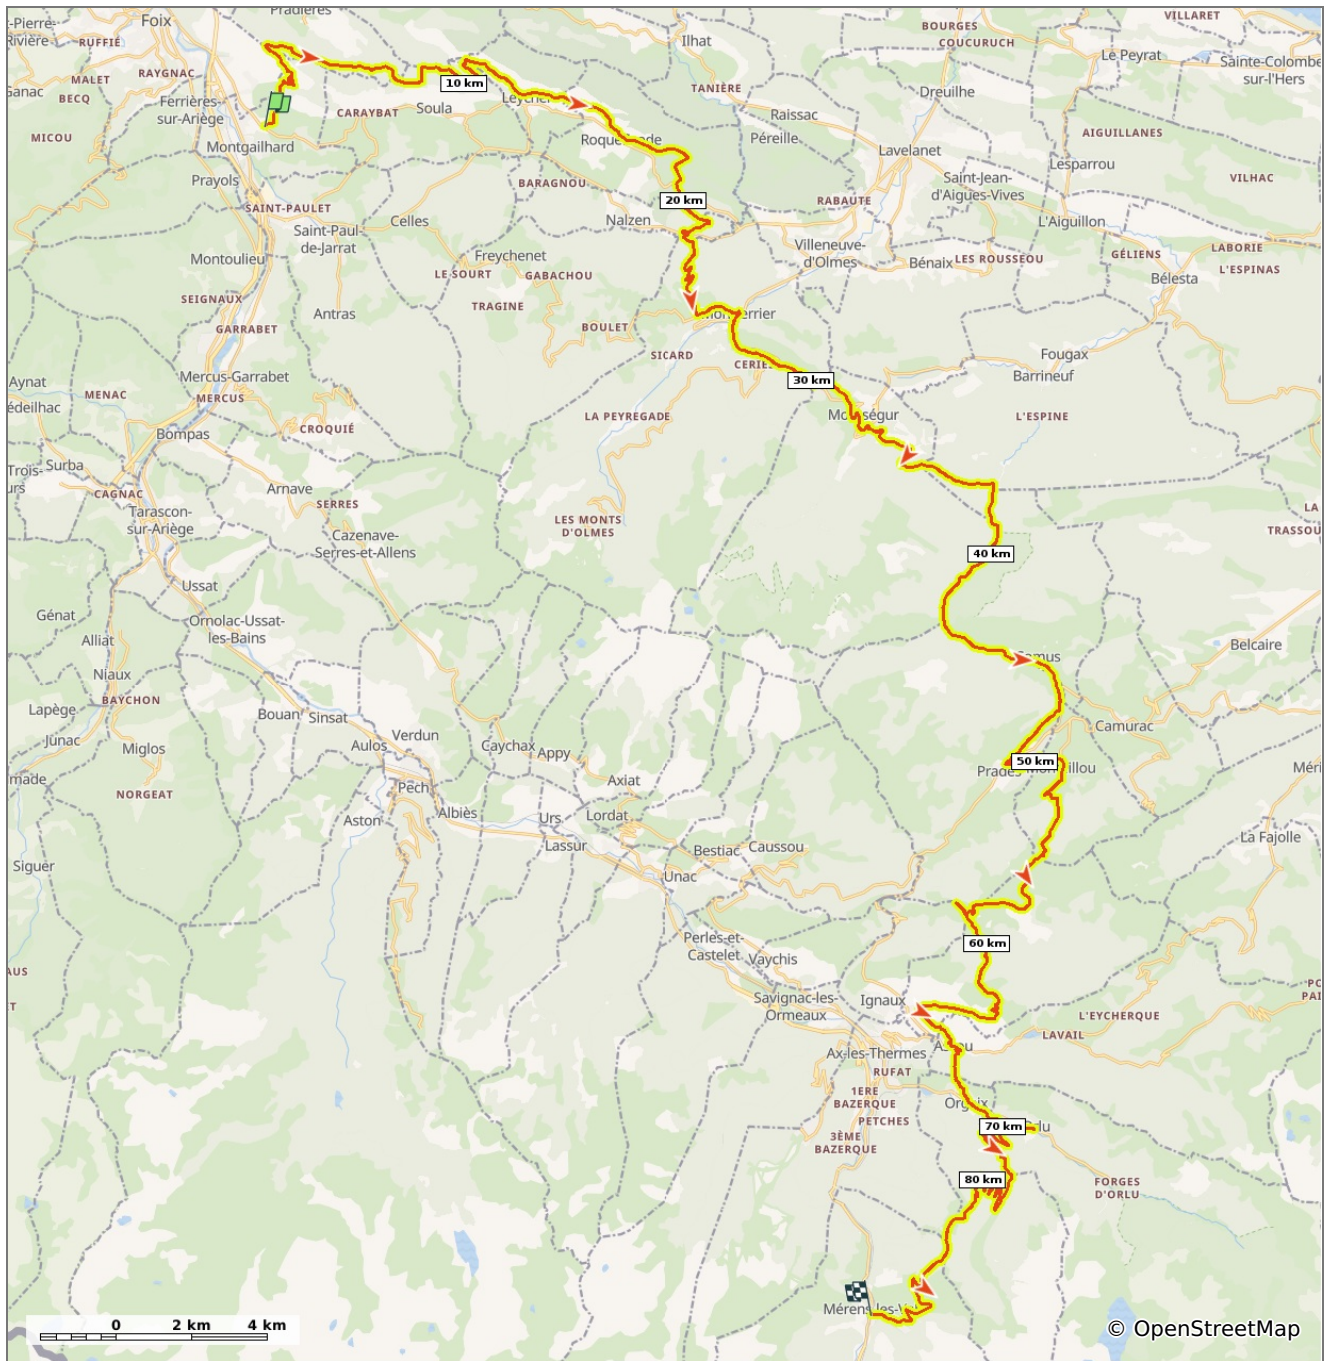 Pradières
VILLARET
t-Pierre-
Rivière
Foix
BOURGES
COUCURUCH
RUFFIÉ
Ilhat
Le Peyrat
Sainte-Colombe
sur-l'Hers
RAYGNAC
MALET
10 km
TANIÈRE
Dreuilhe
Ganac
BECQ
Ferrières-
sur-Ariège
CARAYBAT
Soula
Raissac
MICOU
Péreille
AIGUILLANES
Montgailhard
Lavelanet
Lesparrou
Prayols
BARAGNOU
Saint-Jean-
d'Aigues-Vives
VILHAC
20 km
RABAUTE
SAINT-PAULET
Celles
Nalzen
L'Aiguillon
Saint-Paul-
de-Jarrat
Villeneuve-
d'Olmes
LABORIE
Montoulieu
Freychenet
Bénaix
LES ROUSSEOU
GÉLIENS
L'ESPINAS
LE SOURT
GABACHOU
Bélesta
SEIGNAUX
TRAGINE
Antras
GARRABET
BOULET
SICARD
Fougax
Barrineuf
Aynat
Mercus-Garrabet
30 km
MENAC
MERCUS
LA PEYREGADE
L'ESPINE
CROQUIÉ
Bompas
Surba
Arnave
CAGNAC
SERRES
Tarascon-
sur-Ariège
LES MONTS
D'OLMES
LA
TRASSOU
Cazenave-
Serres-et-Allens
40 km
Ussat
Génat
Ornolac-Ussat-
les-Bains
Alliat
Belcaire
Niaux
BAYCHON
Lapège
Bouan
Sinsat
Camurac
Junac
Miglos
Verdun
Aulos
Caychax
Appy
50 km
NORGEAT
Pech
Axiat
Albiès
Aston
Urs
Lordat
La Fajolle
Lassur
Bestiac
Caussou
Siguer
Unac
60 km
Perles-et-
Castelet
Vaychis
Savignac-les-
Ormeaux
Ignaux
L'EYCHERQUE
LAVAIL
Ax-les-Thermes
RUFAT
1ERE
BAZERQUE
PETCHES
70 km
3ÈME
BAZERQUE
80 km
FORGES
D'ORLU
0 2 km 4 km
© OpenStreetMap